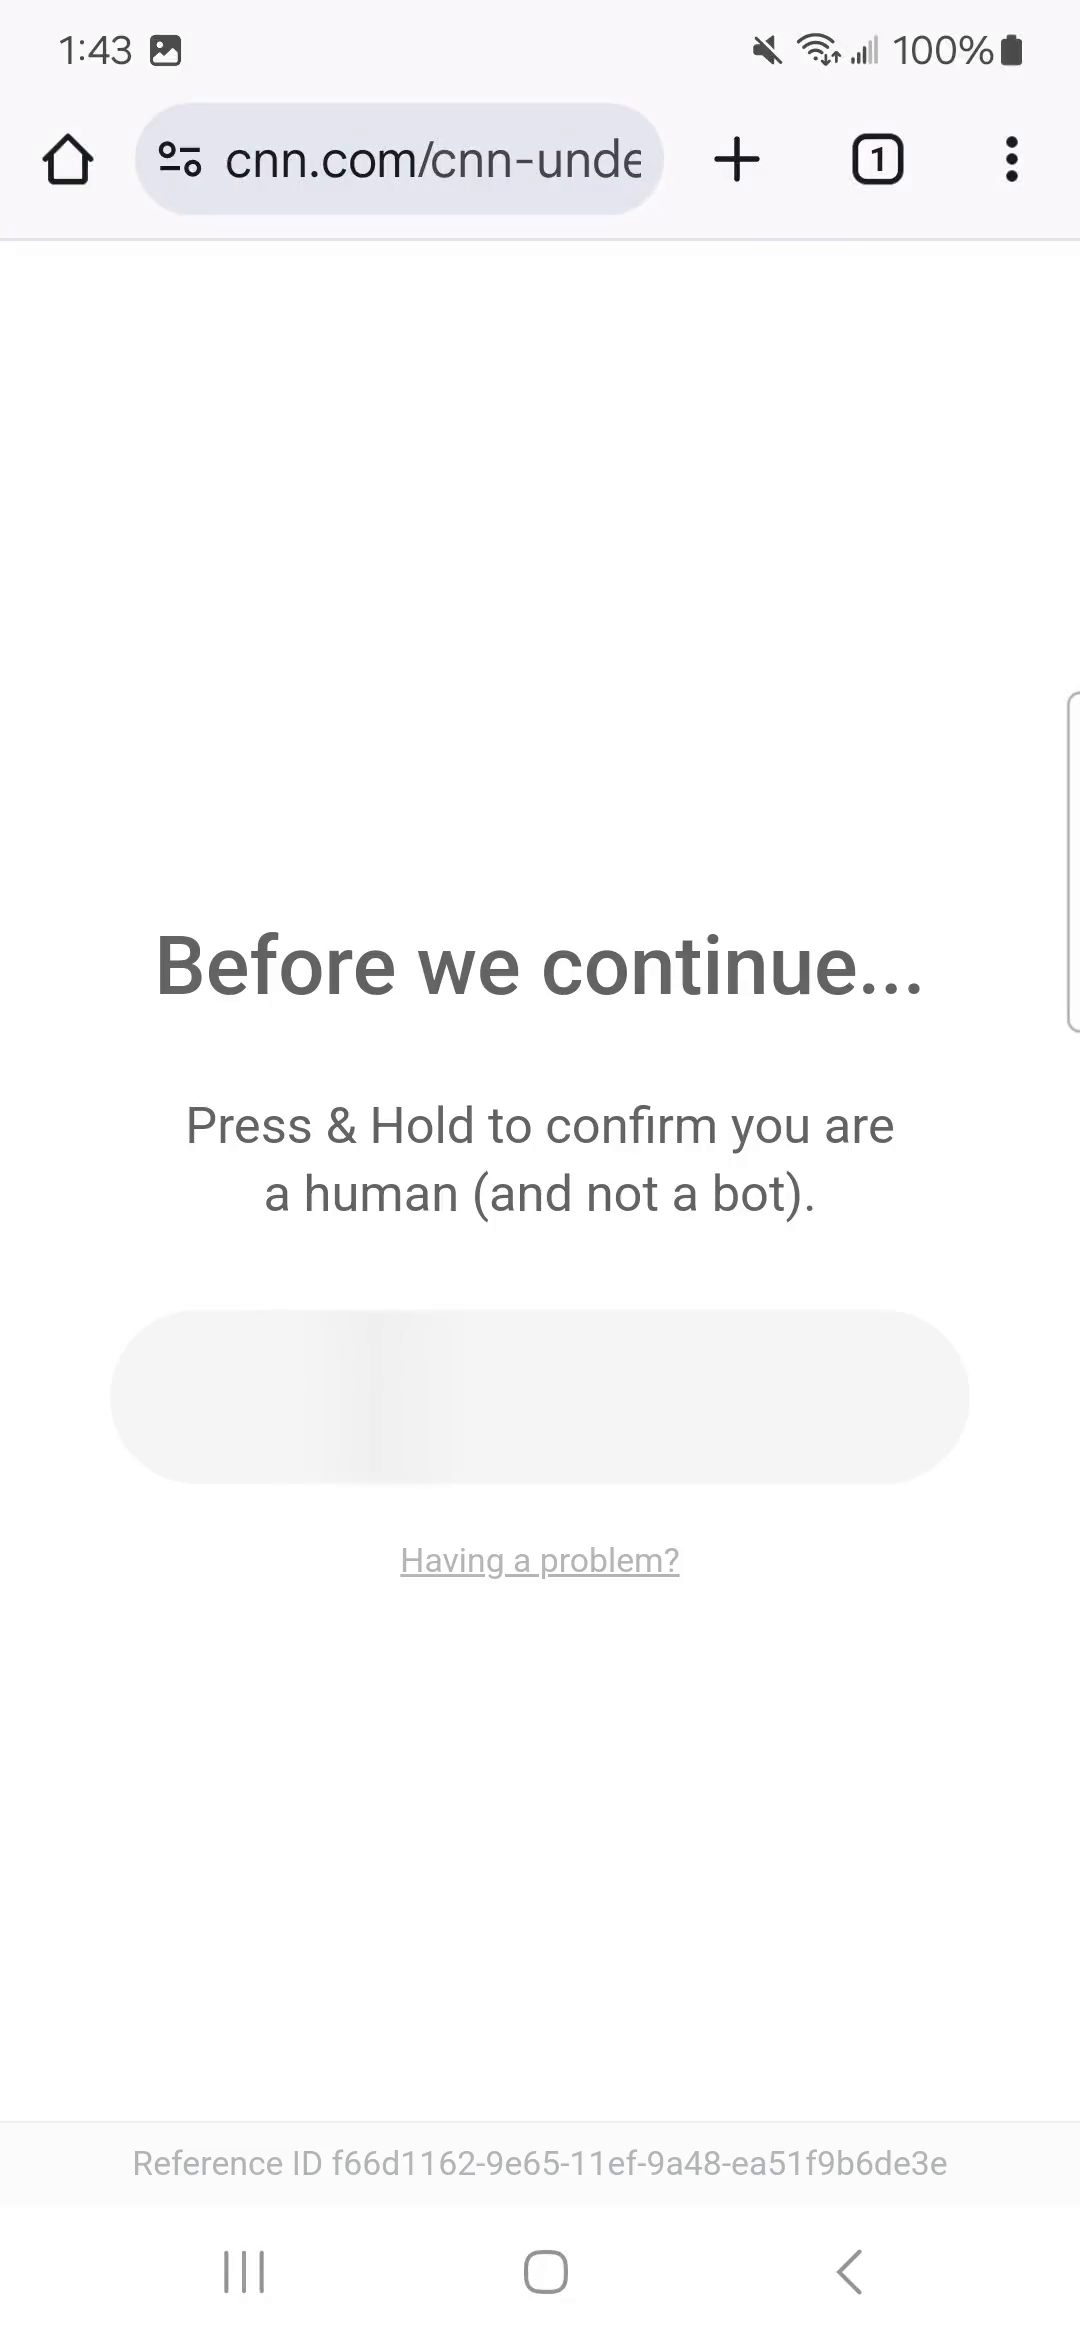 1:43 100%
cnn.com/cnn-unde
1
Before we continue...
Press & Hold to confirm you are
a human (and not a bot).
Having a problem?
Reference ID f66d1162-9e65-11ef-9a48-ea51f9b6de3e